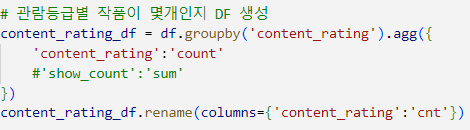 # 관람등급별 작품이 몇개인지 DF 생성
content_rating_df = df.groupby('content_rating').agg({
    'content_rating':'count'
    #'show_count':'sum'
})
content_rating_df.rename(columns={'content_rating':'cnt'})